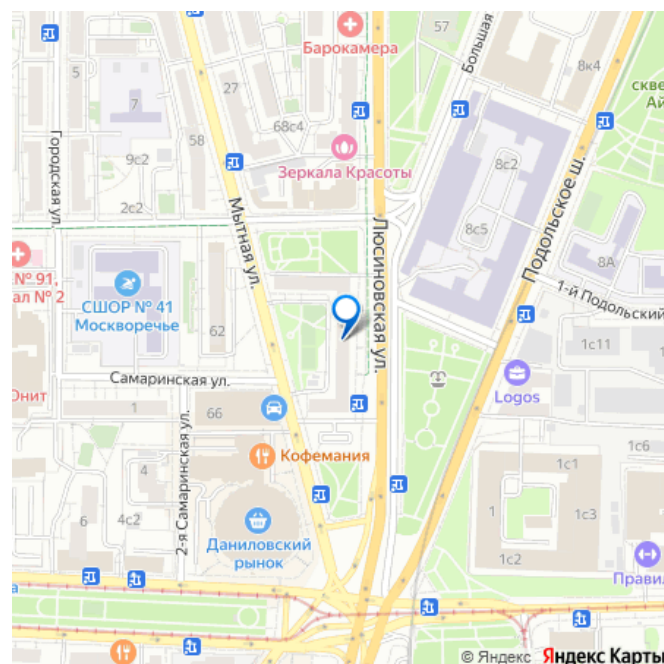 57
Большая
8к4
Барокамера
5
7
27
68с4
скве
Ай
58
9с2
Зеркала Красоты
8с2
Городская ул.
2с2
Мытная ул.
Люсиновская ул.
8с5
Подольское ш.
8А
№ 91,
ал № 2
СШОР № 41
Москворечье
62
1-й Подольский
1с11
Самаринская ул.
Юнит
1
66
Logos
Кофемания
1с6
2-я Самаринская ул.
4
1с1
6
4с2
Даниловский
рынок
1
1с3
1с2
Правил
а
© Яндекс Яндекс Карты